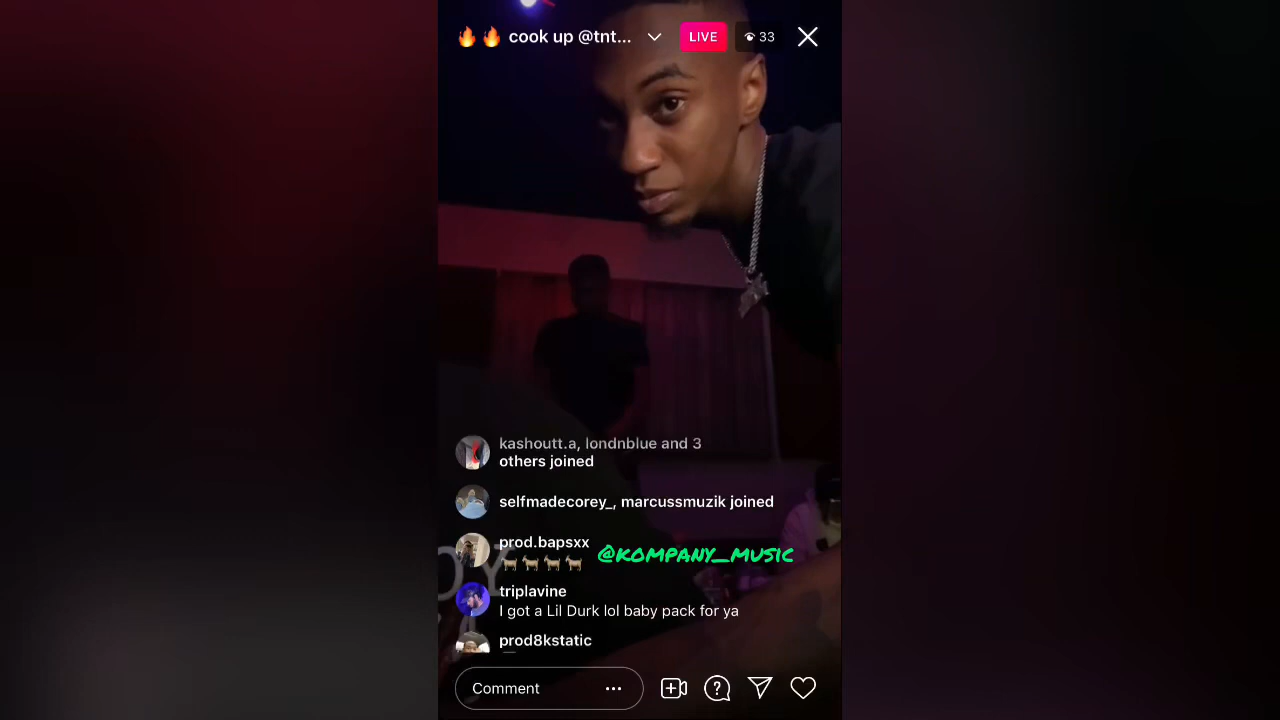 🔥🔥 cook up @tnt...
LIVE
33
kashoutt.a, londnblue and 3
others joined
selfmadecorey_, marcussmuzik joined
prod.bapsxx
🐐🐐🐐🐐
@KOMPANY_MUSIC
triplavine
I got a Lil Durk lol baby pack for ya
prod8kstatic
Comment ...